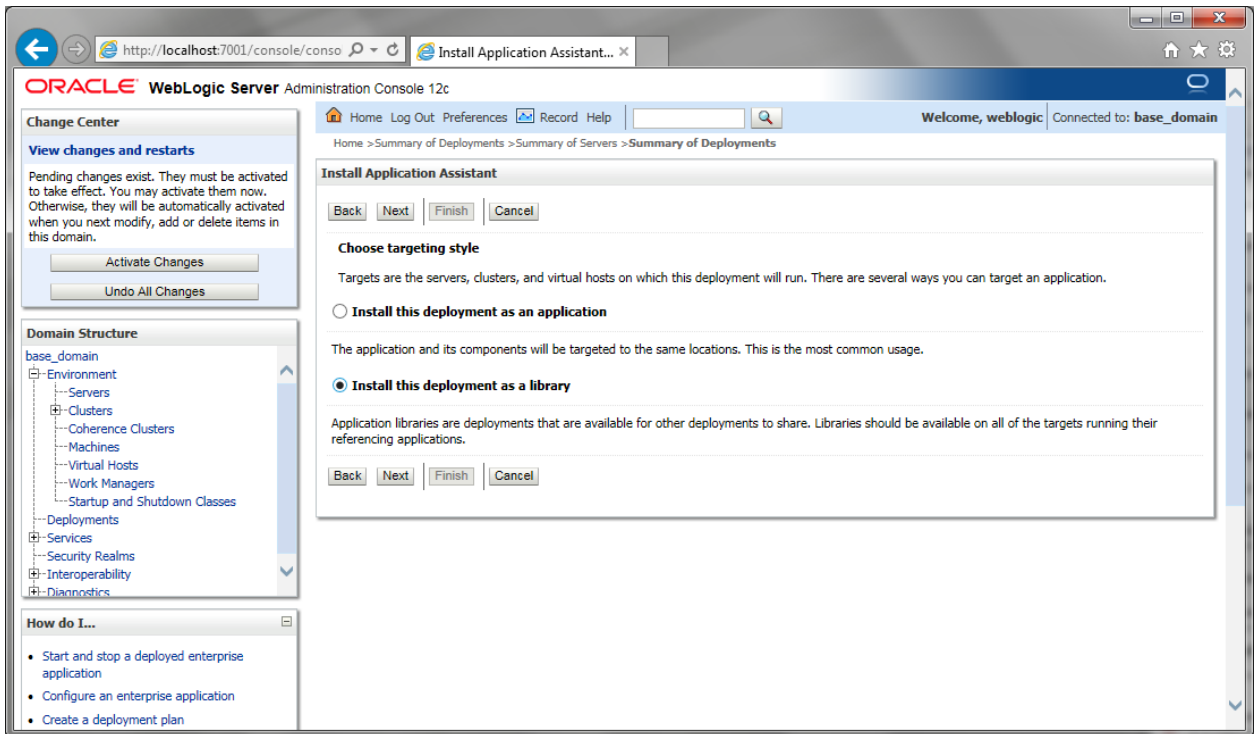 http://localhost:7001/console/conso
Install Application Assistant...
ORACLE WebLogic Server Administration Console 12c
Change Center
View changes and restarts
Pending changes exist. They must be activated
to take effect. You may activate them now.
Otherwise, they will be automatically activated
when you next modify, add or delete items in
this domain.
Activate Changes
Undo All Changes
Domain Structure
base_domain
Environment
Servers
Clusters
Coherence Clusters
Machines
Virtual Hosts
Work Managers
Startup and Shutdown Classes
Deployments
Services
Security Realms
Interoperability
Diagnostics
How do I...
Start and stop a deployed enterprise
application
Configure an enterprise application
Create a deployment plan
Home Log Out Preferences Record Help
Welcome, weblogic Connected to: base_domain
Home >Summary of Deployments >Summary of Servers >Summary of Deployments
Install Application Assistant
Back Next Finish Cancel
Choose targeting style
Targets are the servers, clusters, and virtual hosts on which this deployment will run. There are several ways you can target an application.
Install this deployment as an application
The application and its components will be targeted to the same locations. This is the most common usage.
Install this deployment as a library
Application libraries are deployments that are available for other deployments to share. Libraries should be available on all of the targets running their
referencing applications.
Back Next Finish Cancel